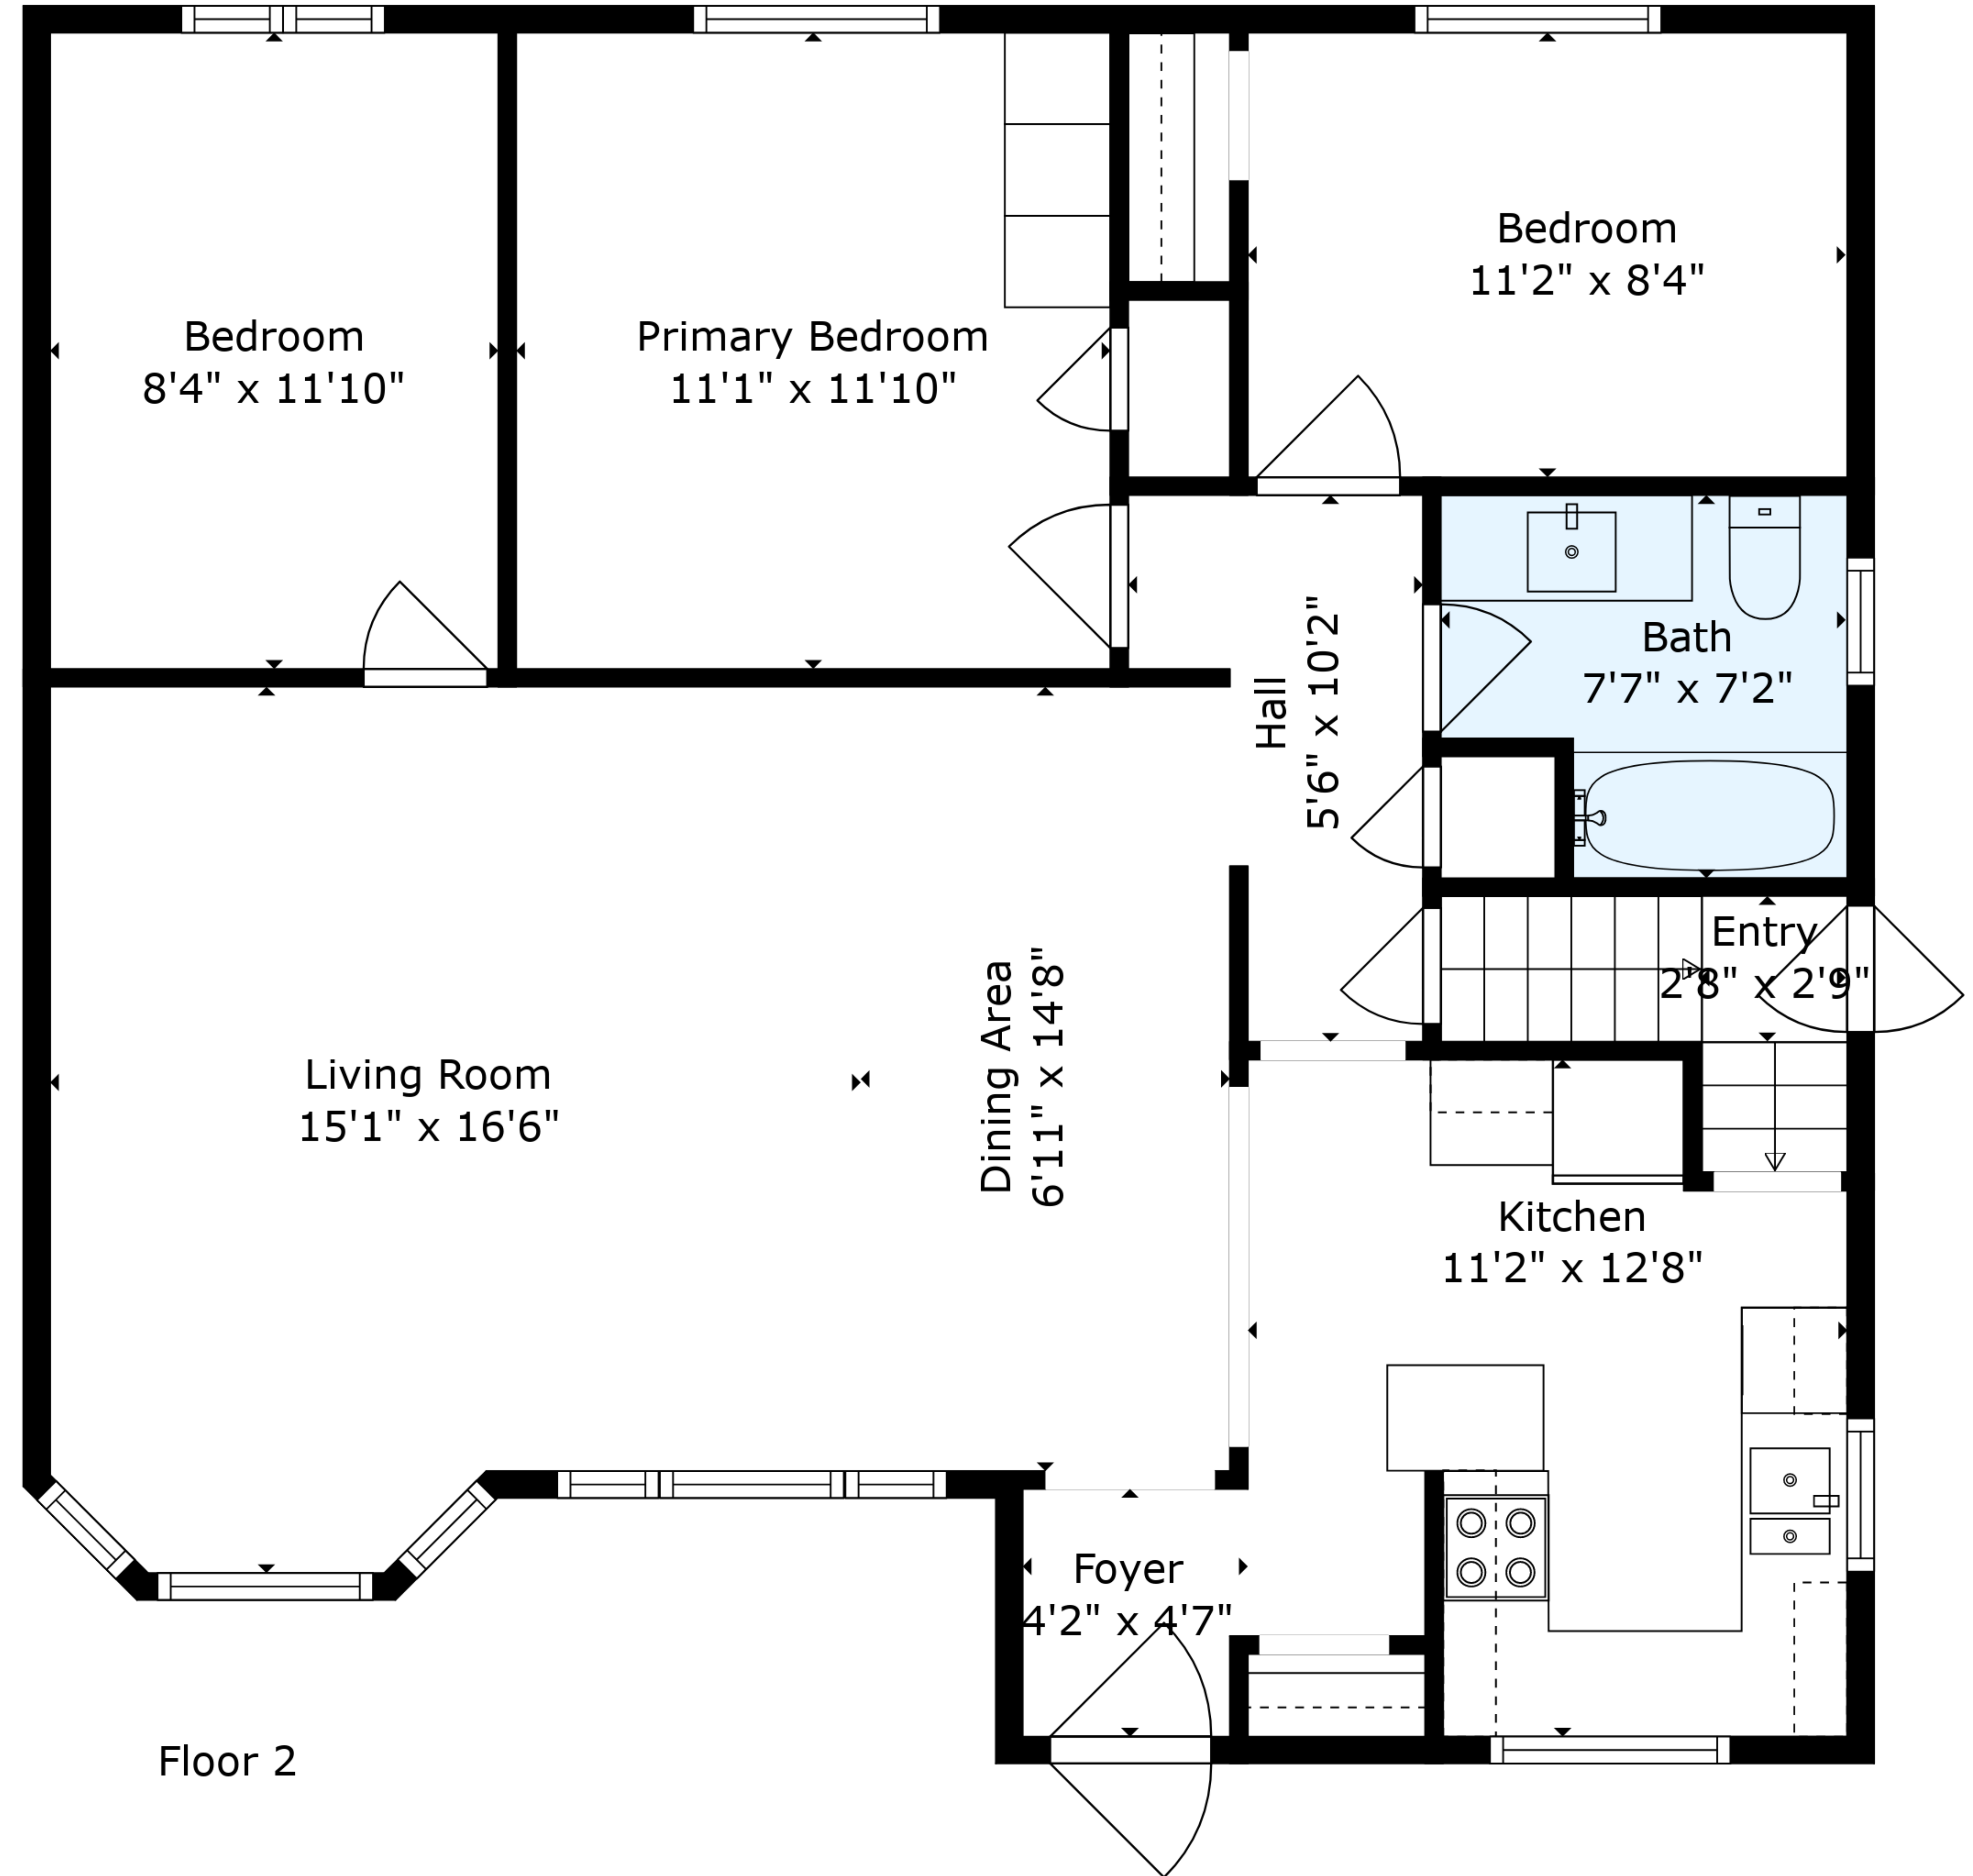 Bedroom
8'4" x 11'10"
Primary Bedroom
11'1" x 11'10"
Bedroom
11'2" x 8'4"
Hall
5'6" x 10'2"
Bath
7'7" x 7'2"
Entry
2'8" x 2'9"
Living Room
15'1" x 16'6"
Dining Area
6'11" x 14'8"
Kitchen
11'2" x 12'8"
Foyer
4'2" x 4'7"
Floor 2